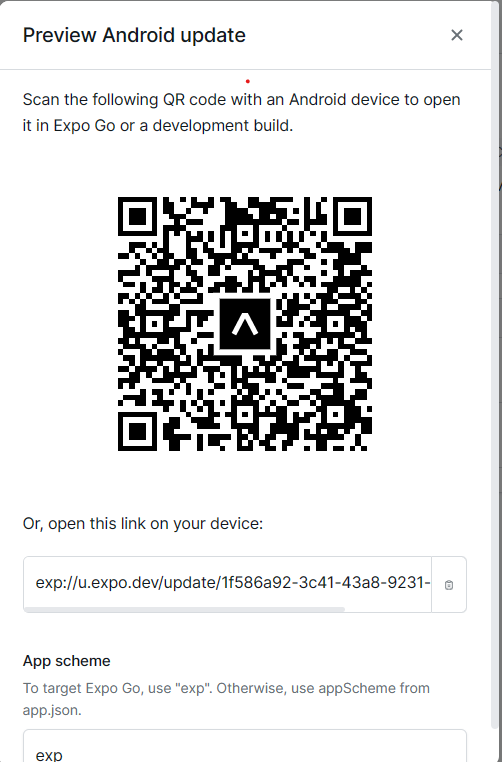 Preview Android update
Scan the following QR code with an Android device to open
it in Expo Go or a development build.
Or, open this link on your device:
exp://u.expo.dev/update/1f586a92-3c41-43a8-9231-
App scheme
To target Expo Go, use "exp". Otherwise, use appScheme from
app.json.
exp